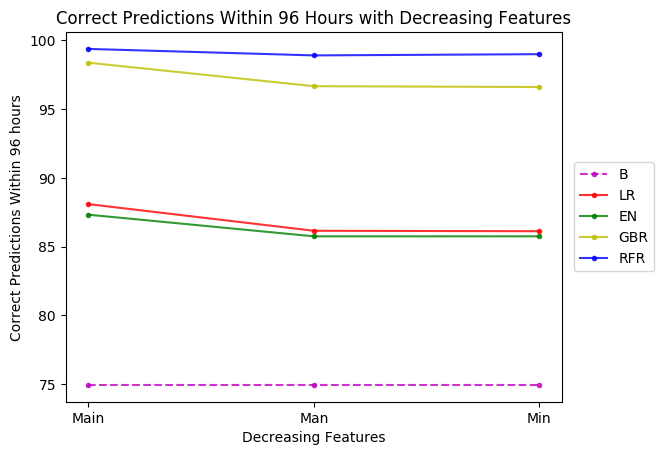 Correct Predictions Within 96 Hours with Decreasing Features
Correct Predictions Within 96 hours
100
95
90
85
80
75
Main
Man
Min
Decreasing Features
B
LR
EN
GBR
RFR